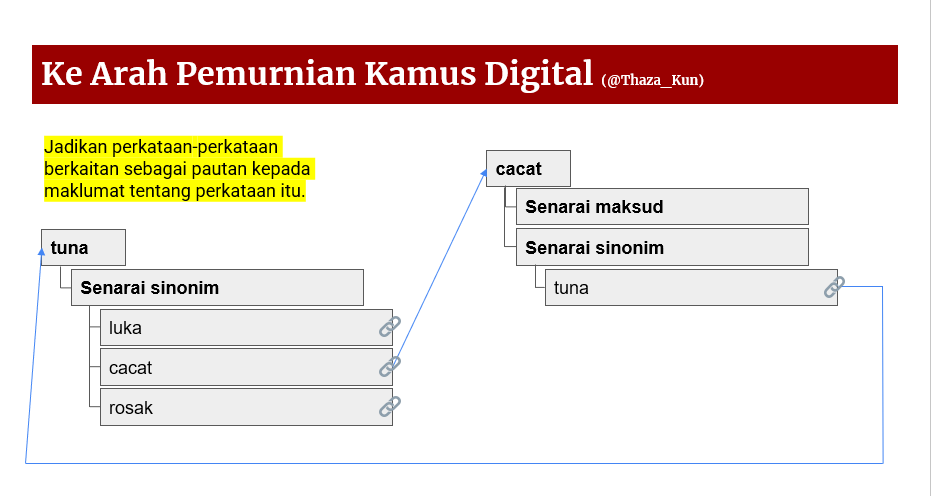 Ke Arah Pemurnian Kamus Digital (@Thaza_Kun)
Jadikan perkataan-perkataan
berkaitan sebagai pautan kepada
maklumat tentang perkataan itu.
tuna
Senarai sinonim
luka
cacat
rosak
cacat
Senarai maksud
Senarai sinonim
tuna